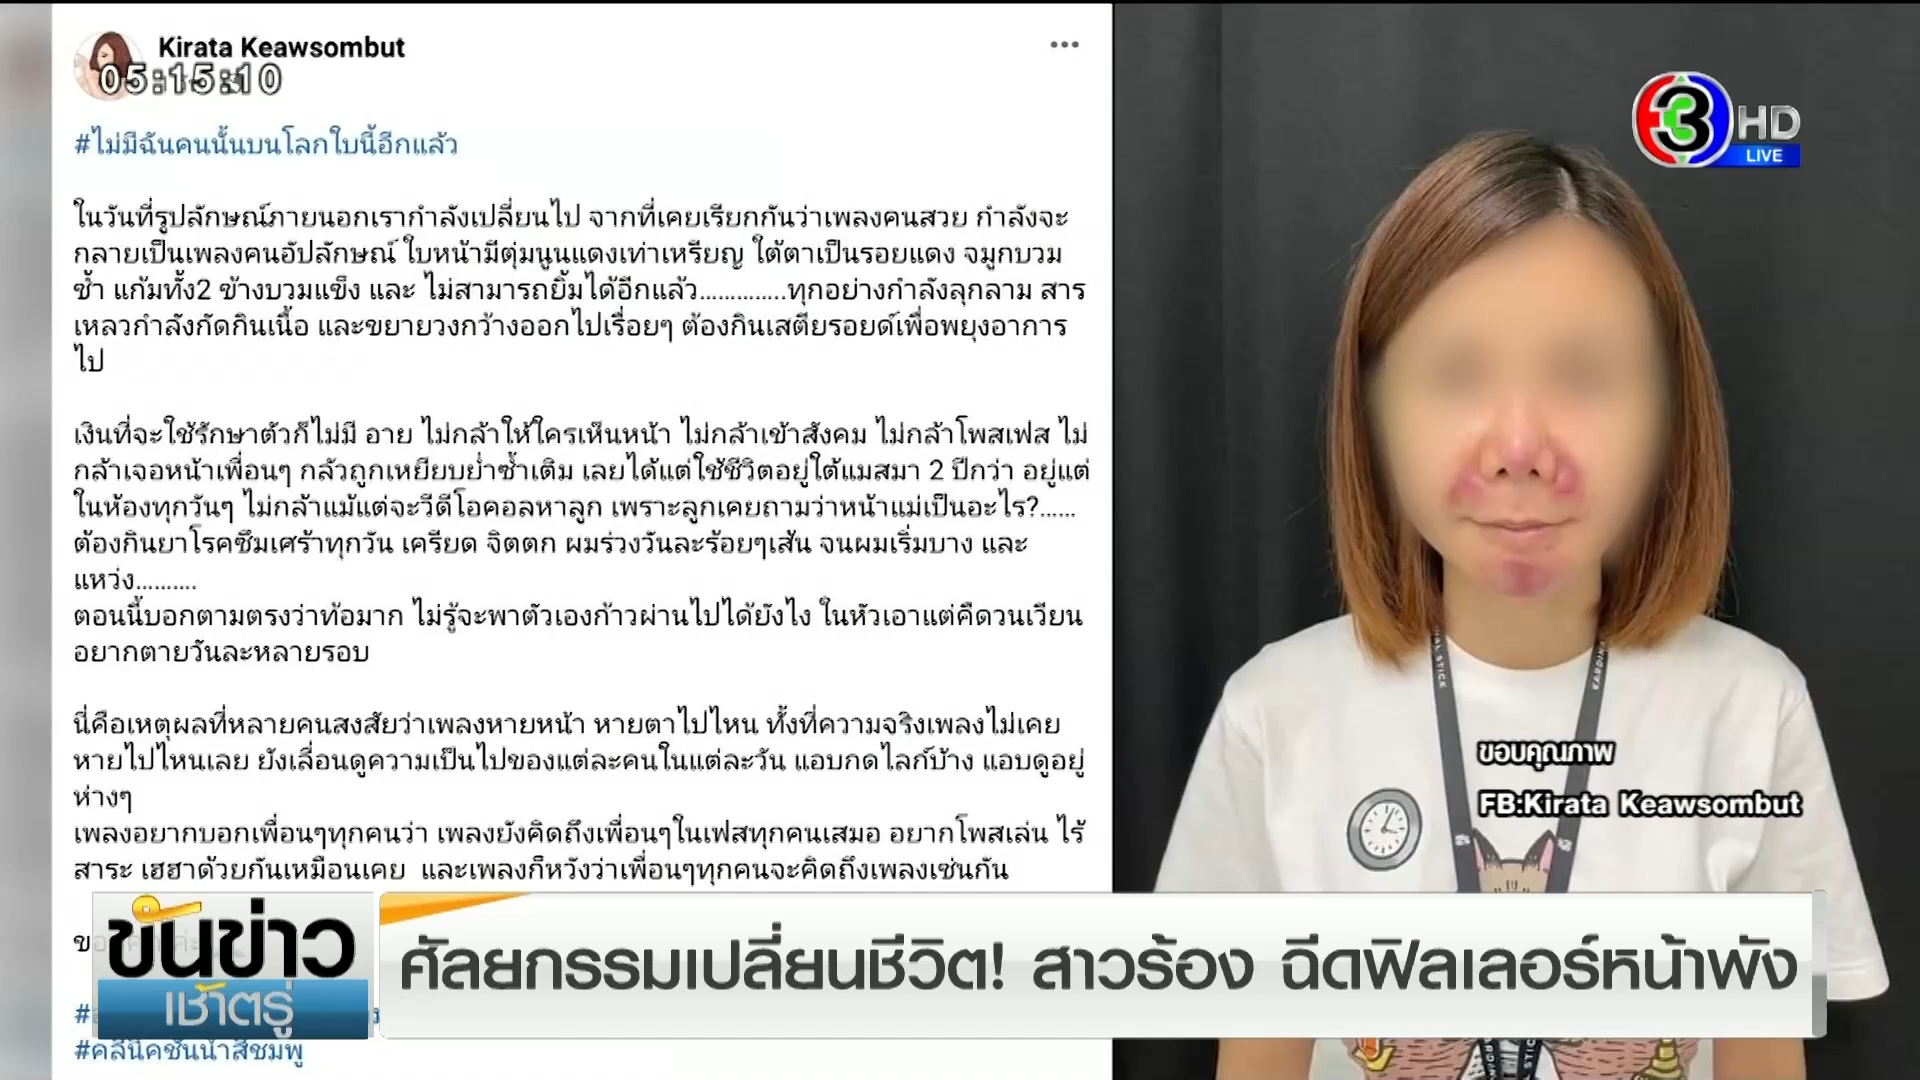 Kirata Keawsombut
05:15:10
#ไม่มีฉันคนนั้นบนโลกใบนี้อีกแล้ว
ในวันที่รูปลักษณ์ภายนอกเรากำลังเปลี่ยนไป จากที่เคยเรียกกันว่าเพลงคนสวย กำลังจะ
กลายเป็นเพลงคนอัปลักษณ์ ใบหน้ามีตุ่มนูนแดงเท่าเหรียญ ใต้ตาเป็นรอยแดง จมูกบวม
ช้ำ แก้มทั้ง2 ข้างบวมแข็ง และ ไม่สามารถยิ้มได้อีกแล้ว.............ทุกอย่างกำลังลุกลาม สาร
เหลวกำลังกัดกินเนื้อ และขยายวงกว้างออกไปเรื่อยๆ ต้องกินเสตียรอยด์เพื่อพยุงอาการ
ไป
เงินที่จะใช้รักษาตัวก็ไม่มี อาย ไม่กล้าให้ใครเห็นหน้า ไม่กล้าเข้าสังคม ไม่กล้าโพสเฟส ไม่
กล้าเจอหน้าเพื่อนๆ กลัวถูกเหยียบย่ำซ้ำเติม เลยได้แต่ใช้ชีวิตอยู่ใต้แมสมา 2 ปีกว่า อยู่แต่
ในห้องทุกวันๆ ไม่กล้าแม้แต่จะวีดีโอคอลหาลูก เพราะลูกเคยถามว่าหน้าแม่เป็นอะไร?......
ต้องกินยาโรคซึมเศร้าทุกวัน เครียด จิตตก ผมร่วงวันละร้อยๆเส้น จนผมเริ่มบาง และ
แหว่ง..........
ตอนนี้บอกตามตรงว่าท้อมาก ไม่รู้จะพาตัวเองก้าวผ่านไปได้ยังไง ในหัวเอาแต่คิดวนเวียน
อยากตายวันละหลายรอบ
นี่คือเหตุผลที่หลายคนสงสัยว่าเพลงหายหน้า หายตาไปไหน ทั้งที่ความจริงเพลงไม่เคย
หายไปไหนเลย ยังเลื่อนดูความเป็นไปของแต่ละคนในแต่ละวัน แอบกดไลก์บ้าง แอบดูอยู่
ห่างๆ
เพลงอยากบอกเพื่อนๆทุกคนว่า เพลงยังคิดถึงเพื่อนๆในเฟสทุกคนเสมอ อยากโพสเล่น ไร้
สาระ เฮฮาด้วยกันเหมือนเคย และเพลงก็หวังว่าเพื่อนๆทุกคนจะคิดถึงเพลงเช่นกัน
#คลีนิคชั้นนำสีชมพู
3 HD
LIVE
ขอบคุณภาพ
FB:Kirata Keawsombut
ขันข่าว
เช้าตรู่
ศัลยกรรมเปลี่ยนชีวิต! สาวร้อง ฉีดฟิลเลอร์หน้าพัง